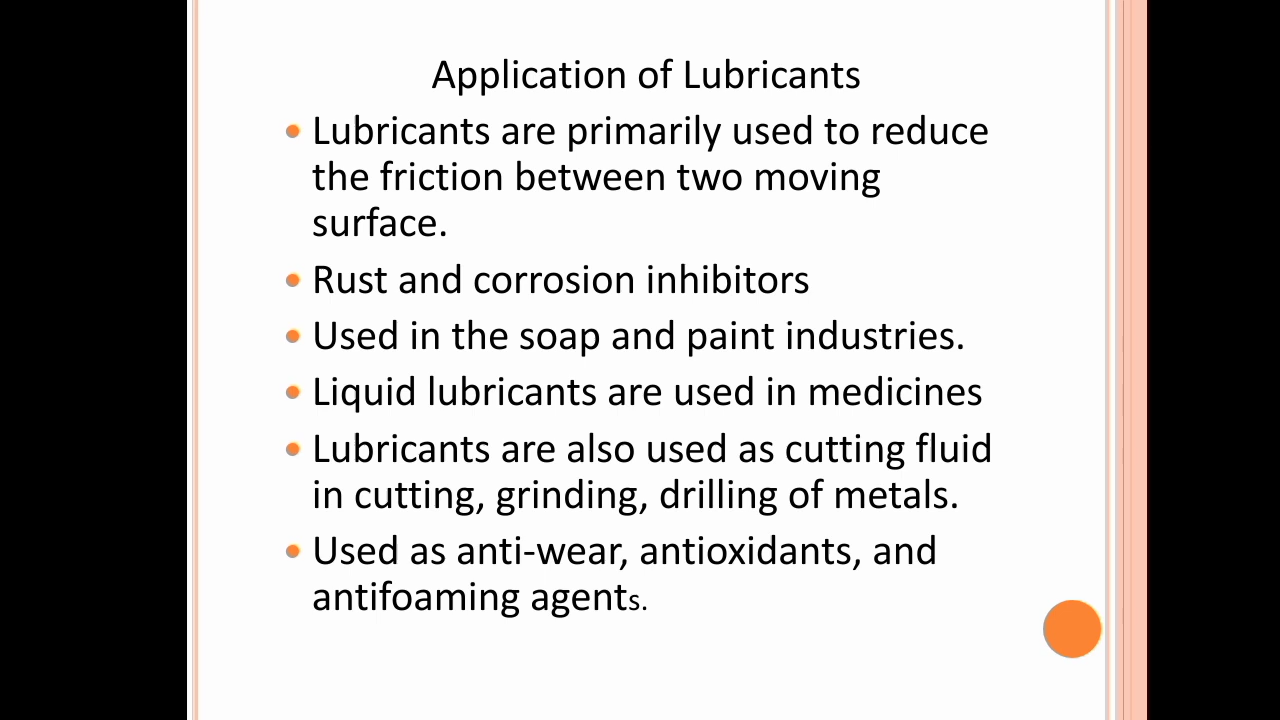 Application of Lubricants
• Lubricants are primarily used to reduce
the friction between two moving
surface.
• Rust and corrosion inhibitors
• Used in the soap and paint industries.
• Liquid lubricants are used in medicines
• Lubricants are also used as cutting fluid
in cutting, grinding, drilling of metals.
• Used as anti-wear, antioxidants, and
antifoaming agents.